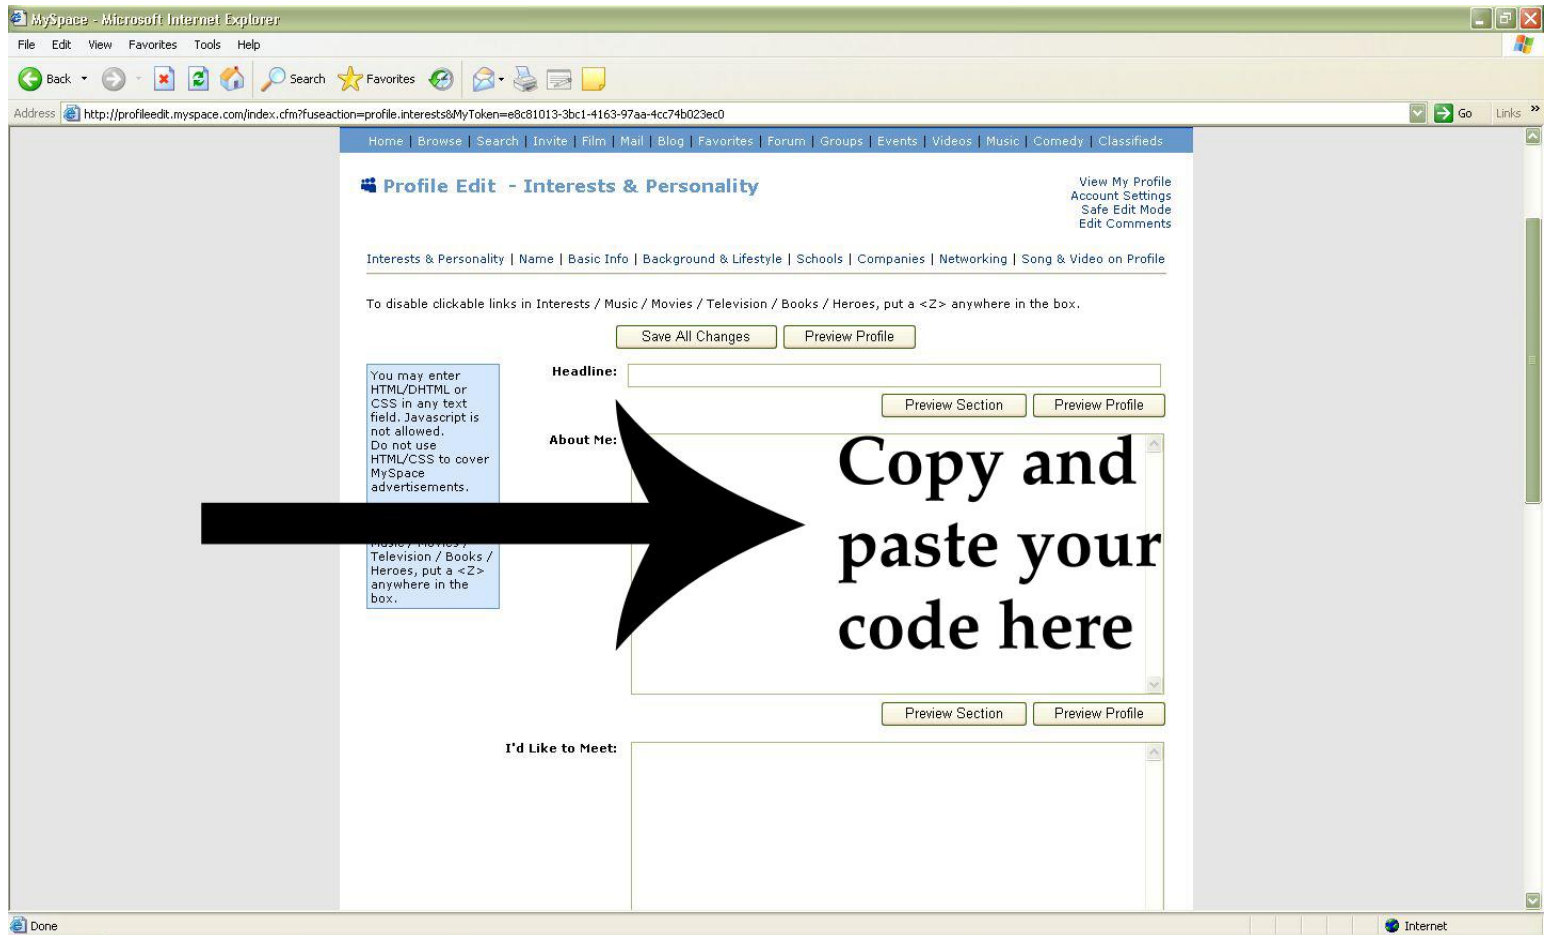 MySpace - Microsoft Internet Explorer
File Edit View Favorites Tools Help
Back Search Favorites
Address http://profileedit.myspace.com/index.cfm?fuseaction=profile.interests&MyToken=e8c81013-3bc1-4163-97aa-4cc74b023ec0 Go Links »
Home | Browse | Search | Invite | Film | Mail | Blog | Favorites | Forum | Groups | Events | Videos | Music | Comedy | Classifieds
Profile Edit - Interests & Personality
View My Profile
Account Settings
Safe Edit Mode
Edit Comments
Interests & Personality | Name | Basic Info | Background & Lifestyle | Schools | Companies | Networking | Song & Video on Profile
To disable clickable links in Interests / Music / Movies / Television / Books / Heroes, put a <Z> anywhere in the box.
Save All Changes Preview Profile
You may enter
HTML/DHTML or
CSS in any text
field. Javascript is
not allowed.
Do not use
HTML/CSS to cover
MySpace
advertisements.
Music / Movies /
Television / Books /
Heroes, put a <Z>
anywhere in the
box.
Headline:
Preview Section Preview Profile
About Me:
Copy and
paste your
code here
Preview Section Preview Profile
I'd Like to Meet:
Done Internet